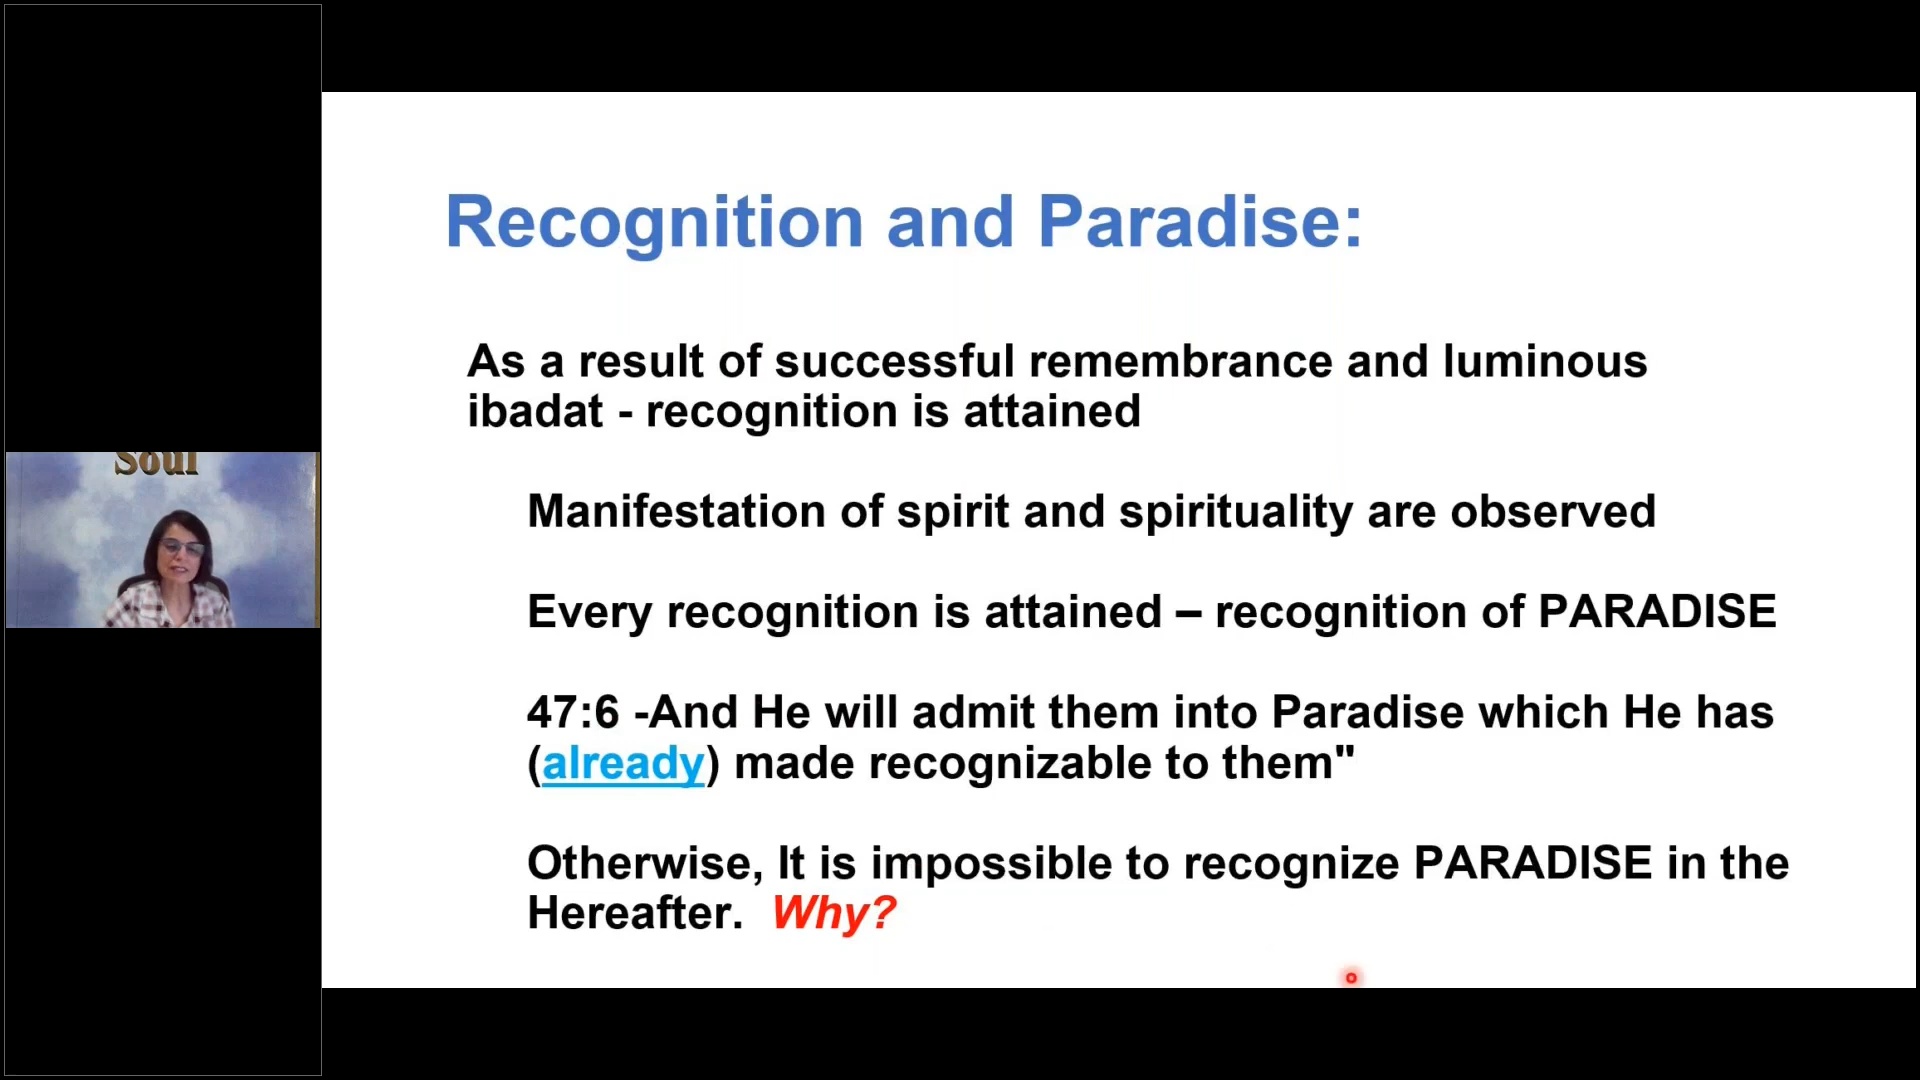 Soul
Recognition and Paradise:
As a result of successful remembrance and luminous
ibadat - recognition is attained
Manifestation of spirit and spirituality are observed
Every recognition is attained – recognition of PARADISE
47:6 -And He will admit them into Paradise which He has
(already) made recognizable to them"
Otherwise, It is impossible to recognize PARADISE in the
Hereafter. Why?